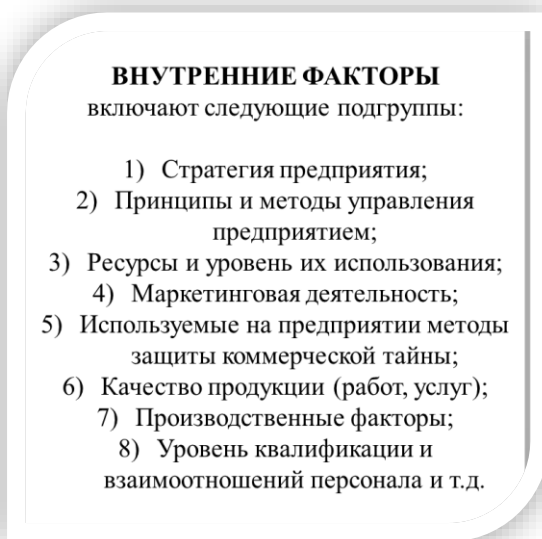 ВНУТРЕННИЕ ФАКТОРЫ
включают следующие подгруппы:
1) Стратегия предприятия;
2) Принципы и методы управления
предприятием;
3) Ресурсы и уровень их использования;
4) Маркетинговая деятельность;
5) Используемые на предприятии методы
защиты коммерческой тайны;
6) Качество продукции (работ, услуг);
7) Производственные факторы;
8) Уровень квалификации и
взаимоотношений персонала и т.д.